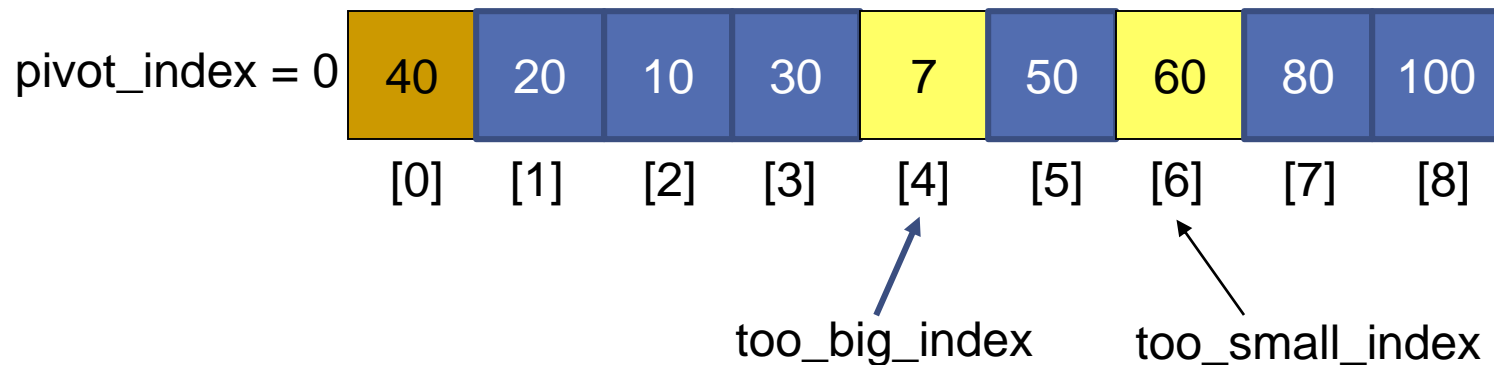 pivot_index = 0 40 20 10 30 7 50 60 80 100
[0] [1] [2] [3] [4] [5] [6] [7] [8]
too_big_index too_small_index